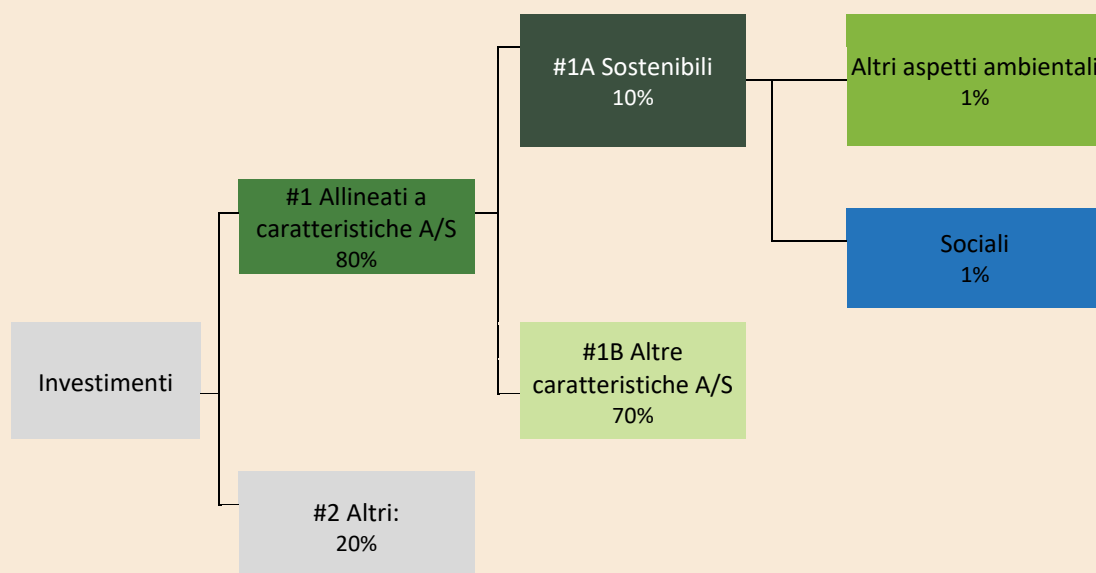 #1A Sostenibili
10%
Altri aspetti ambientali
1%
#1 Allineati a
caratteristiche A/S
80%
Sociali
1%
Investimenti
#1B Altre
caratteristiche A/S
70%
#2 Altri:
20%